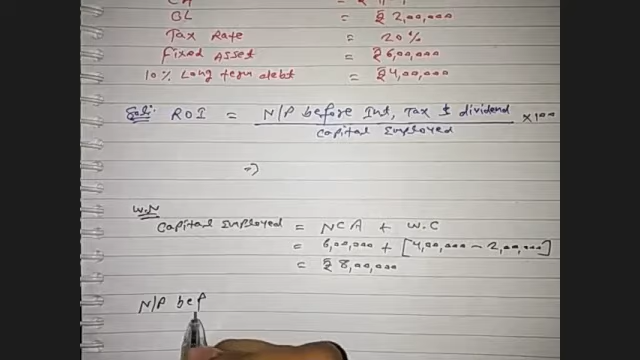 CL = ₹ 2,00,000
Tax Rate = 20%
Fixed Asset = ₹ 6,00,000
10% Long term debt = ₹ 4,00,000
Soln: ROI = N/P before Int, Tax & dividend / Capital Employed × 100
⇒
W.N
Capital Employed = NCA + W.C
= 6,00,000 + [4,00,000 - 2,00,000]
= ₹ 8,00,000
N/P bef